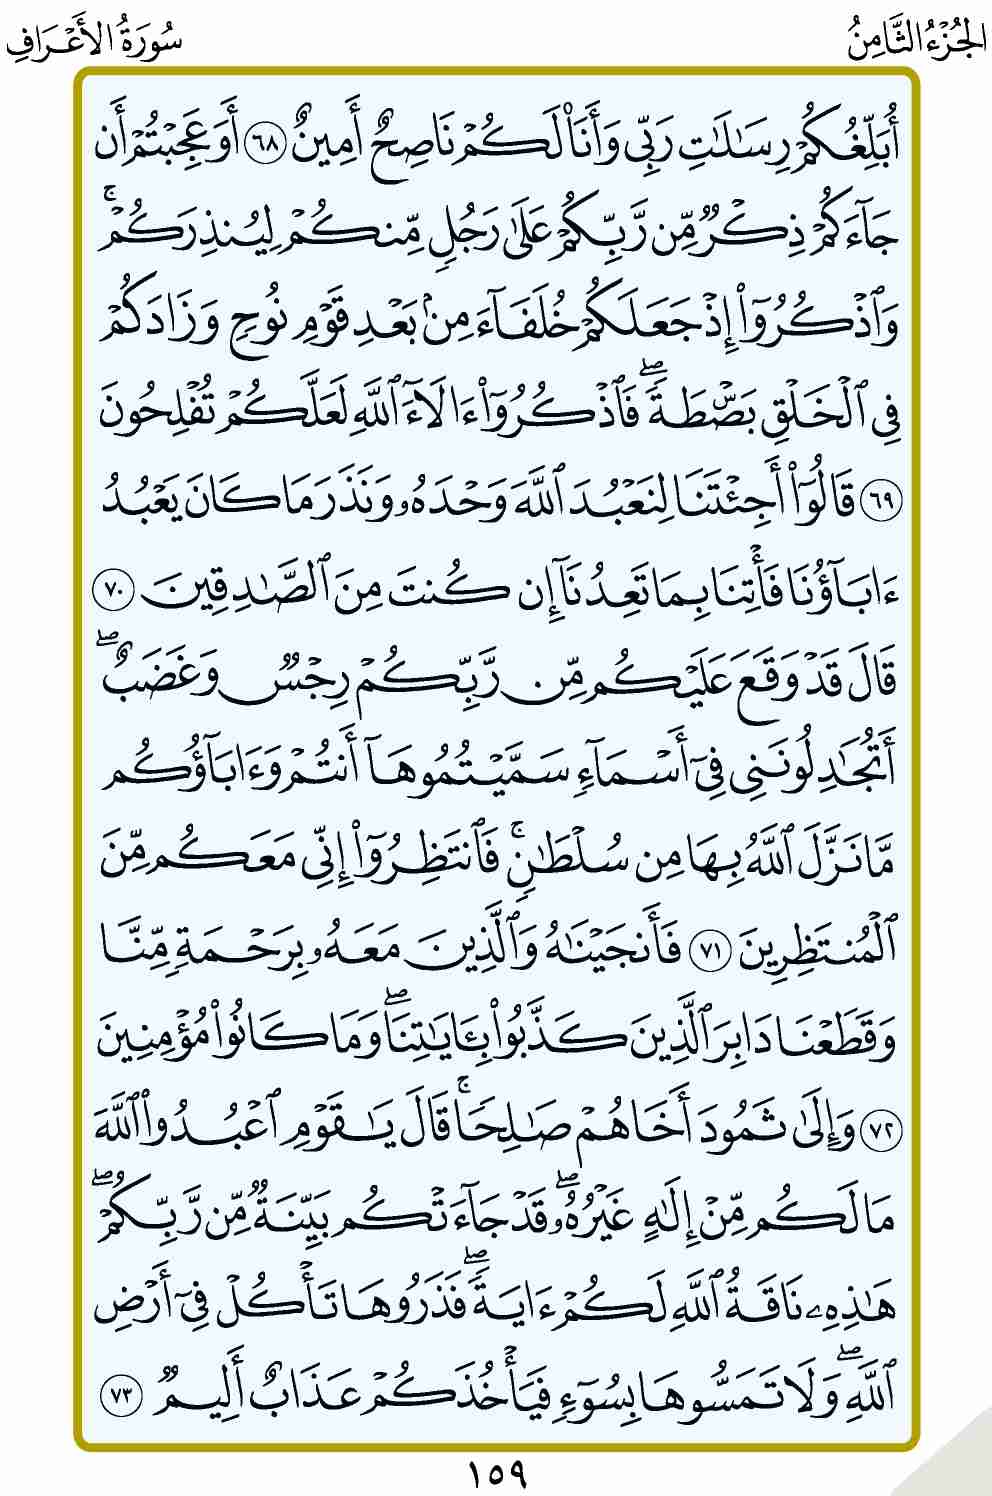 الجُزْءُ الثَّامِنُ
سُورَةُ الأَعْرَافِ
أُبَلِّغُكُمْ رِسَـٰلَـٰتِ رَبِّى وَأَنَا۠ لَكُمْ نَاصِحٌ أَمِينٌ ٦٨ أَوَعَجِبْتُمْ أَن
جَآءَكُمْ ذِكْرٌ مِّن رَّبِّكُمْ عَلَىٰ رَجُلٍ مِّنكُمْ لِيُنذِرَكُمْ ۚ
وَٱذْكُرُوٓا۟ إِذْ جَعَلَكُمْ خُلَفَآءَ مِنۢ بَعْدِ قَوْمِ نُوحٍ وَزَادَكُمْ
فِى ٱلْخَلْقِ بَصْۜطَةً ۖ فَٱذْكُرُوٓا۟ ءَالَآءَ ٱللَّهِ لَعَلَّكُمْ تُفْلِحُونَ
٦٩ قَالُوٓا۟ أَجِئْتَنَا لِنَعْبُدَ ٱللَّهَ وَحْدَهُۥ وَنَذَرَ مَا كَانَ يَعْبُدُ
ءَابَآؤُنَا فَأْتِنَا بِمَا تَعِدُنَآ إِن كُنتَ مِنَ ٱلصَّـٰدِقِينَ ٧٠
قَالَ قَدْ وَقَعَ عَلَيْكُم مِّن رَّبِّكُمْ رِجْسٌ وَغَضَبٌ ۖ
أَتُجَـٰدِلُونَنِى فِىٓ أَسْمَآءٍ سَمَّيْتُمُوهَآ أَنتُمْ وَءَابَآؤُكُم
مَّا نَزَّلَ ٱللَّهُ بِهَا مِن سُلْطَـٰنٍ ۚ فَٱنتَظِرُوٓا۟ إِنِّى مَعَكُم مِّنَ
ٱلْمُنتَظِرِينَ ٧١ فَأَنجَيْنَـٰهُ وَٱلَّذِينَ مَعَهُۥ بِرَحْمَةٍ مِّنَّا
وَقَطَعْنَا دَابِرَ ٱلَّذِينَ كَذَّبُوا۟ بِـَٔايَـٰتِنَا ۖ وَمَا كَانُوا۟ مُؤْمِنِينَ
٧٢ وَإِلَىٰ ثَمُودَ أَخَاهُمْ صَـٰلِحًا ۚ قَالَ يَـٰقَوْمِ ٱعْبُدُوا۟ ٱللَّهَ
مَا لَكُم مِّنْ إِلَـٰهٍ غَيْرُهُۥ ۖ قَدْ جَآءَتْكُم بَيِّنَةٌ مِّن رَّبِّكُمْ ۖ
هَـٰذِهِۦ نَاقَةُ ٱللَّهِ لَكُمْ ءَايَةً ۖ فَذَرُوهَا تَأْكُلْ فِىٓ أَرْضِ
ٱللَّهِ ۖ وَلَا تَمَسُّوهَا بِسُوٓءٍ فَيَأْخُذَكُمْ عَذَابٌ أَلِيمٌ ٧٣
١٥٩